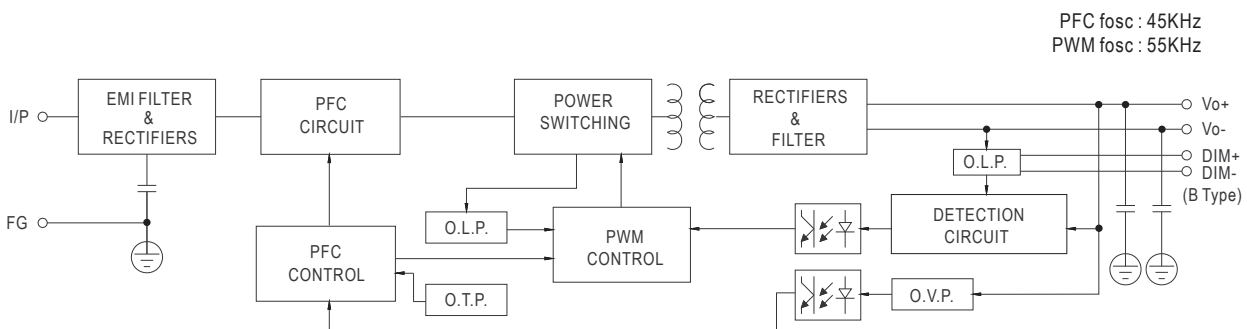 PFC fosc : 45KHz
PWM fosc : 55KHz
I/P
EMI FILTER
&
RECTIFIERS
PFC
CIRCUIT
POWER
SWITCHING
RECTIFIERS
&
FILTER
Vo+
Vo-
O.L.P.
DIM+
DIM-
(B Type)
FG
O.L.P.
PFC
CONTROL
PWM
CONTROL
DETECTION
CIRCUIT
O.T.P.
O.V.P.